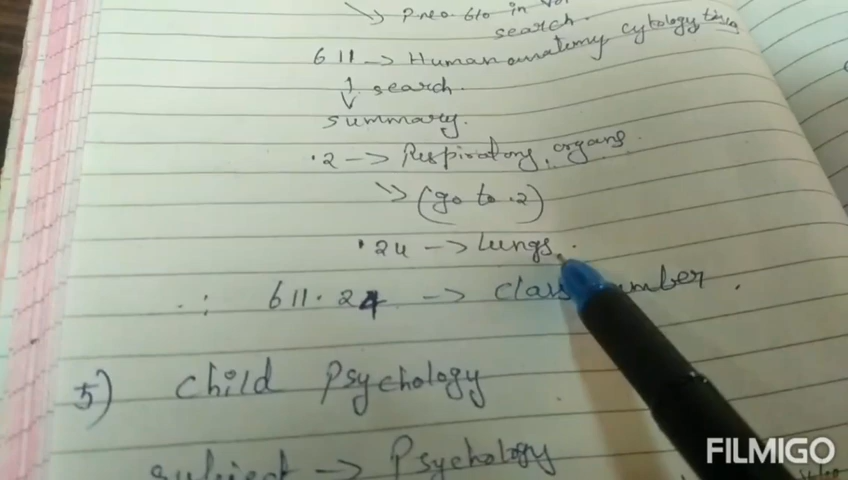 search.
611 → Human anatomy cytology
↓ search.
summary.
.2 → Respiratory organs.
(go to .2)
.24 → Lungs.
∴ 611.24 → class number.
5) Child Psychology
subject → Psychology
FILMIGO